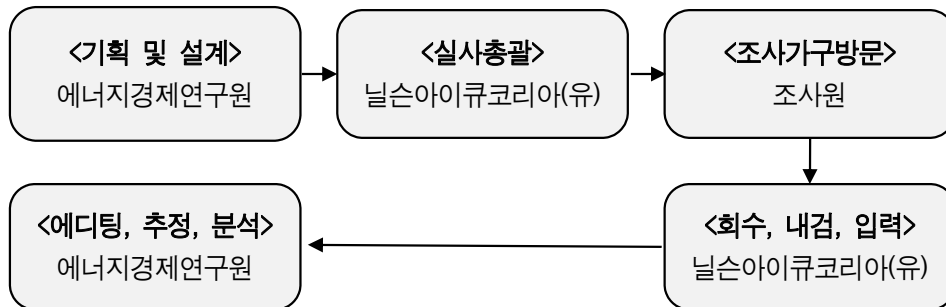 <기획 및 설계>
에너지경제연구원
<실사총괄>
닐슨아이큐코리아(유)
<조사가구방문>
조사원
<회수, 내검, 입력>
닐슨아이큐코리아(유)
<에디팅, 추정, 분석>
에너지경제연구원